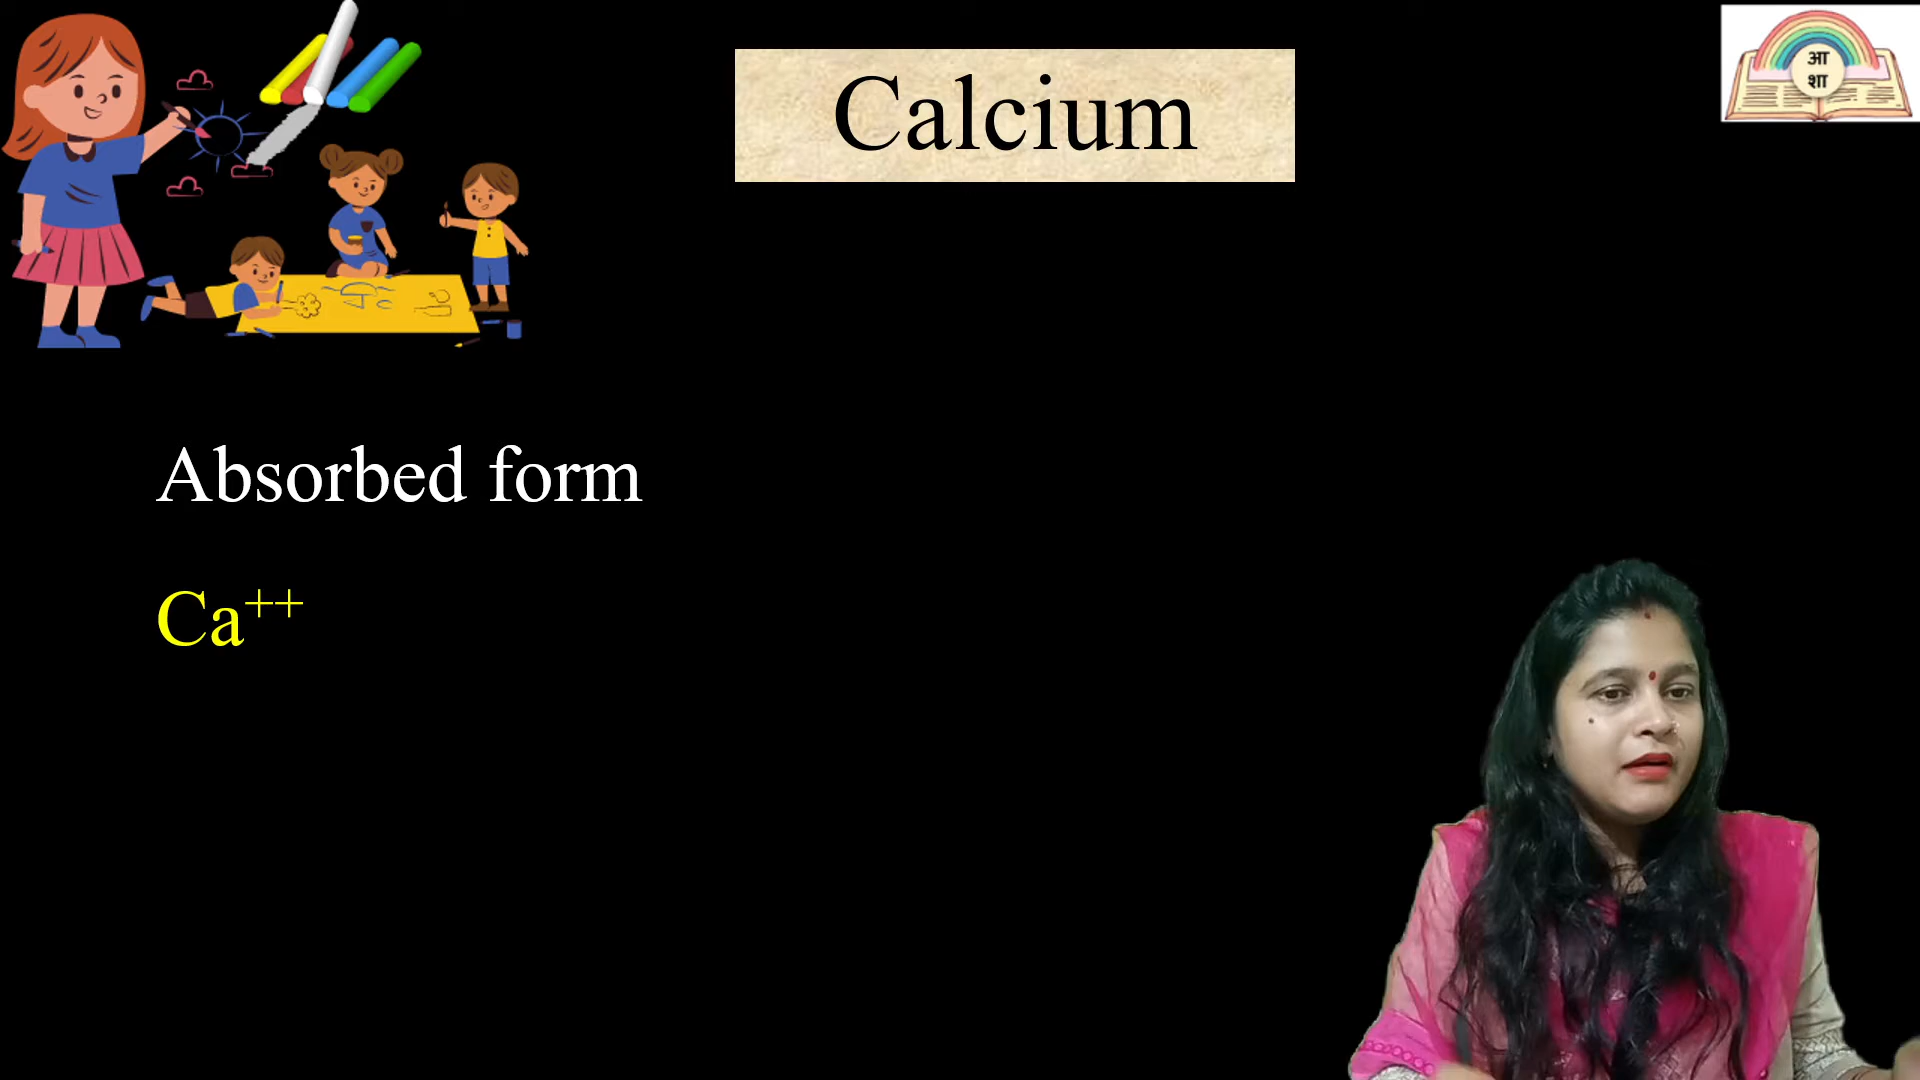 Calcium
आ
शा
Absorbed form
Ca⁺⁺